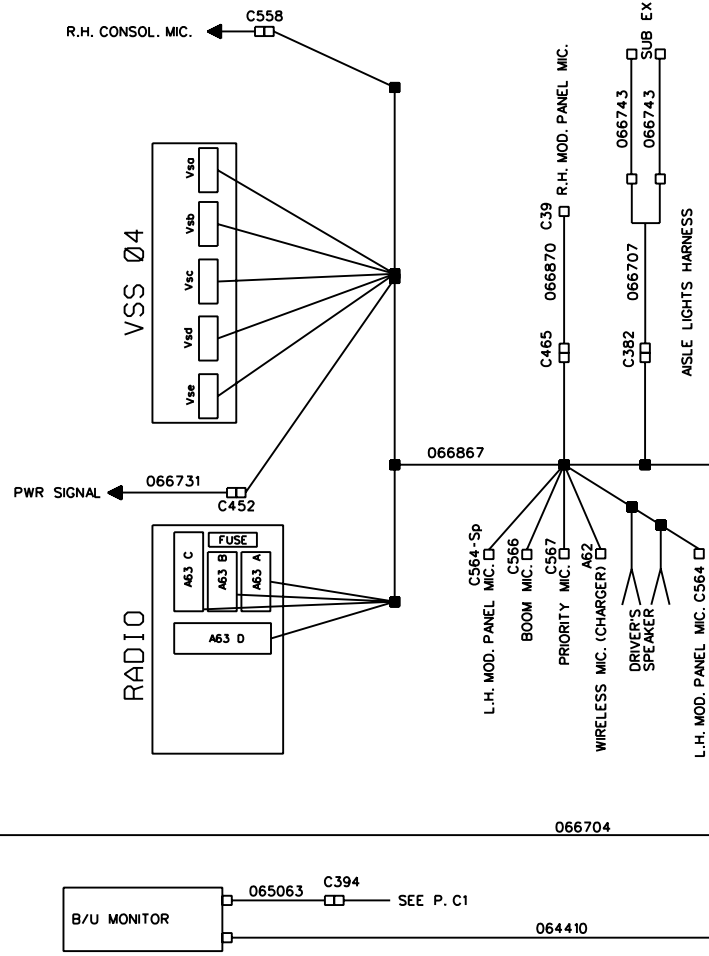 C558
R.H. CONSOL. MIC.
VSS 04
Vsa
Vsb
Vsc
Vsd
Vse
PWR SIGNAL
066731
C452
RADIO
FUSE
A63 C
A63 B
A63 A
A63 D
066867
C39
R.H. MOD. PANEL MIC.
066870
C465
SUB EX
066743
066743
066707
C382
AISLE LIGHTS HARNESS
L.H. MOD. PANEL MIC.
C564-Sp
BOOM MIC.
C566
PRIORITY MIC.
C567
WIRELESS MIC. (CHARGER)
A62
DRIVER'S
SPEAKER
L.H. MOD. PANEL MIC. C564
066704
B/U MONITOR
065063
C394
SEE P. C1
064410